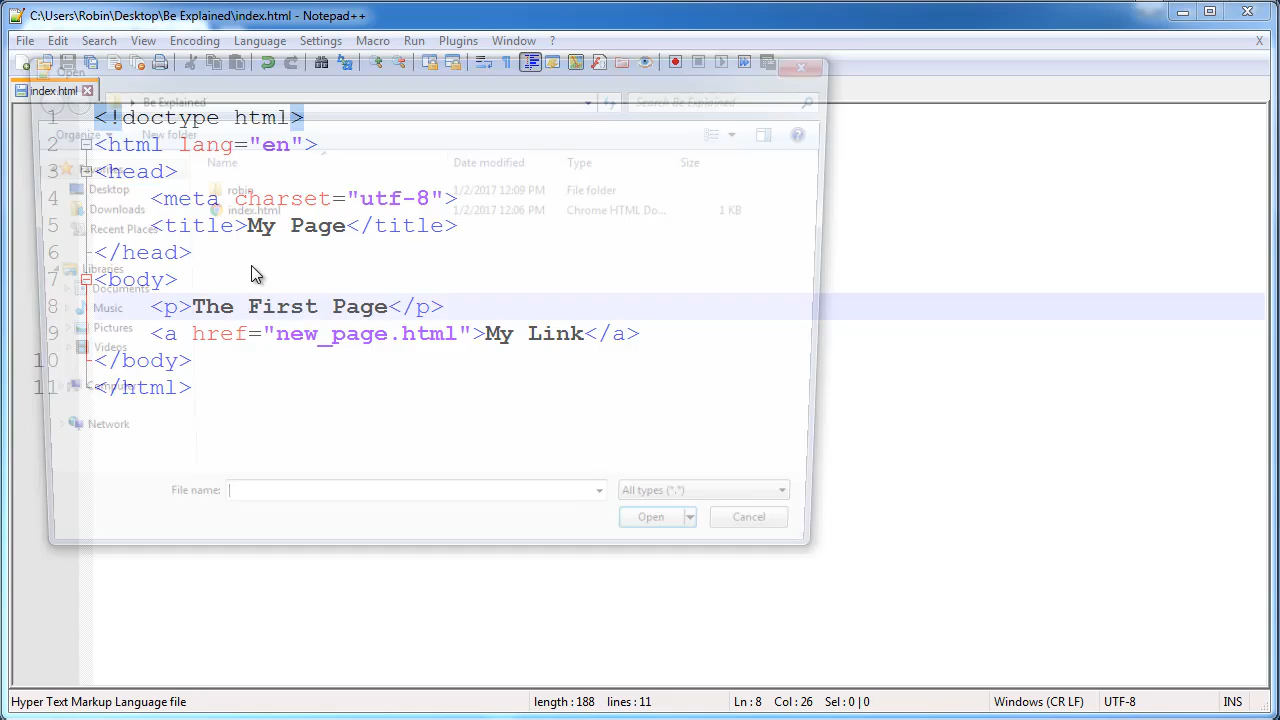 C:\Users\Robin\Desktop\Be Explained\index.html - Notepad++
File Edit Search View Encoding Language Settings Macro Run Plugins Window ? X
Open
index.html
Be Explained
Search Be Explained
Organize
New folder
Name Date modified Type Size
Favorites
Desktop
Downloads
Recent Places
Libraries
Documents
Music
Pictures
Videos
Computer
Network
robin 1/2/2017 12:09 PM File folder
index.html 1/2/2017 12:06 PM Chrome HTML Do... 1 KB
1 <!doctype html>
2 <html lang="en">
3 <head>
4 <meta charset="utf-8">
5 <title>My Page</title>
6 </head>
7 <body>
8 <p>The First Page</p>
9 <a href="new_page.html">My Link</a>
10 </body>
11 </html>
File name: All types (*.*)
Open Cancel
Hyper Text Markup Language file length : 188 lines : 11 Ln : 8 Col : 26 Sel : 0 | 0 Windows (CR LF) UTF-8 INS